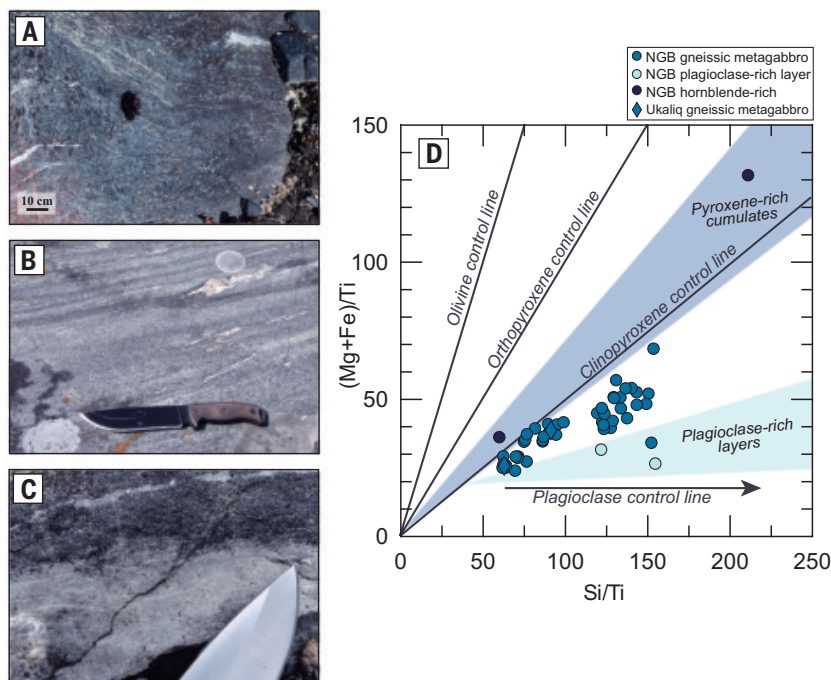 A
10 cm
B
C
NGB gneissic metagabbro
NGB plagioclase-rich layer
NGB hornblende-rich
Ukaliq gneissic metagabbro
D
150
100
50
0
(Mg+Fe)/Ti
Olivine control line
Orthopyroxene control line
Clinopyroxene control line
Pyroxene-rich
cumulates
Plagioclase-rich
layers
Plagioclase control line
0
50
100
150
200
250
Si/Ti